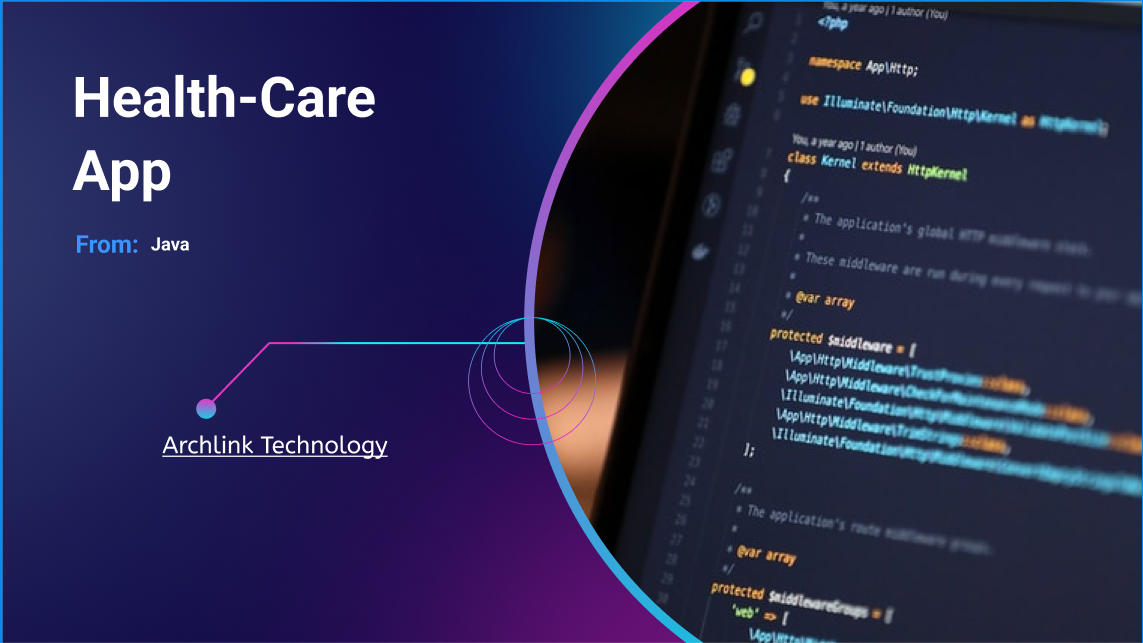 Health-Care
App
From: Java
Archlink Technology
You, a year ago | 1 author (You)
<?php
namespace App\Http;
use Illuminate\Foundation\Http\Kernel as HttpKernel;
You, a year ago | 1 author (You)
class Kernel extends HttpKernel
{
/**
* The application's global HTTP middleware stack.
*
* These middleware are run during every request to your
*
* @var array
*/
protected $middleware = [
\App\Http\Middleware\TrustProxies::class,
\App\Http\Middleware\CheckForMaintenanceMode::class,
\Illuminate\Foundation\Http\Middleware\
\App\Http\Middleware\TrimStrings::class,
\Illuminate\Foundation\Http\Middleware\
];
/**
* The application's route middleware groups.
*
* @var array
*/
protected $middlewareGroups = [
'web' => [
\App\Http\